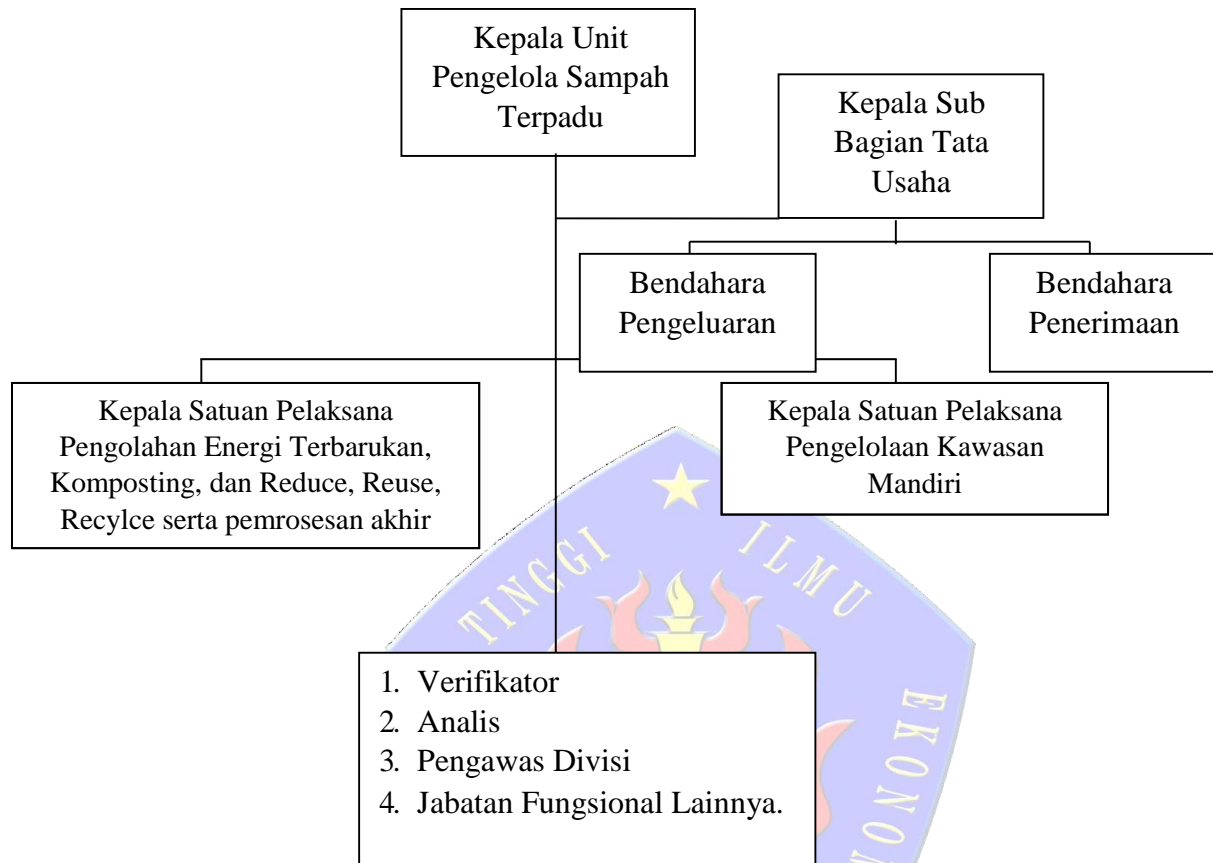 Kepala Unit
Pengelola Sampah
Terpadu
Kepala Sub
Bagian Tata
Usaha
Bendahara
Pengeluaran
Bendahara
Penerimaan
Kepala Satuan Pelaksana
Pengolahan Energi Terbarukan,
Komposting, dan Reduce, Reuse,
Recylce serta pemrosesan akhir
Kepala Satuan Pelaksana
Pengelolaan Kawasan
Mandiri
TINGGI ILMU
1. Verifikator
2. Analis
3. Pengawas Divisi
4. Jabatan Fungsional Lainnya.